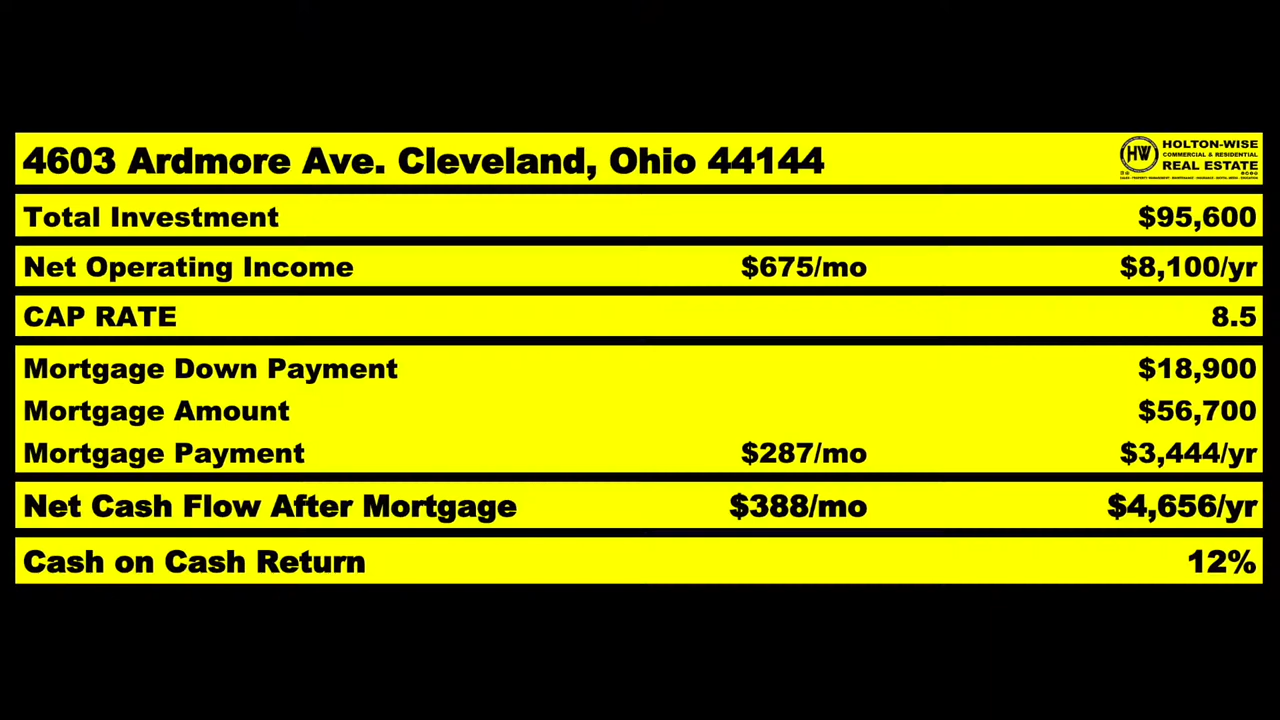 4603 Ardmore Ave. Cleveland, Ohio 44144
HW
HOLTON-WISE
COMMERCIAL & RESIDENTIAL
REAL ESTATE
Total Investment $95,600
Net Operating Income $675/mo $8,100/yr
CAP RATE 8.5
Mortgage Down Payment $18,900
Mortgage Amount $56,700
Mortgage Payment $287/mo $3,444/yr
Net Cash Flow After Mortgage $388/mo $4,656/yr
Cash on Cash Return 12%